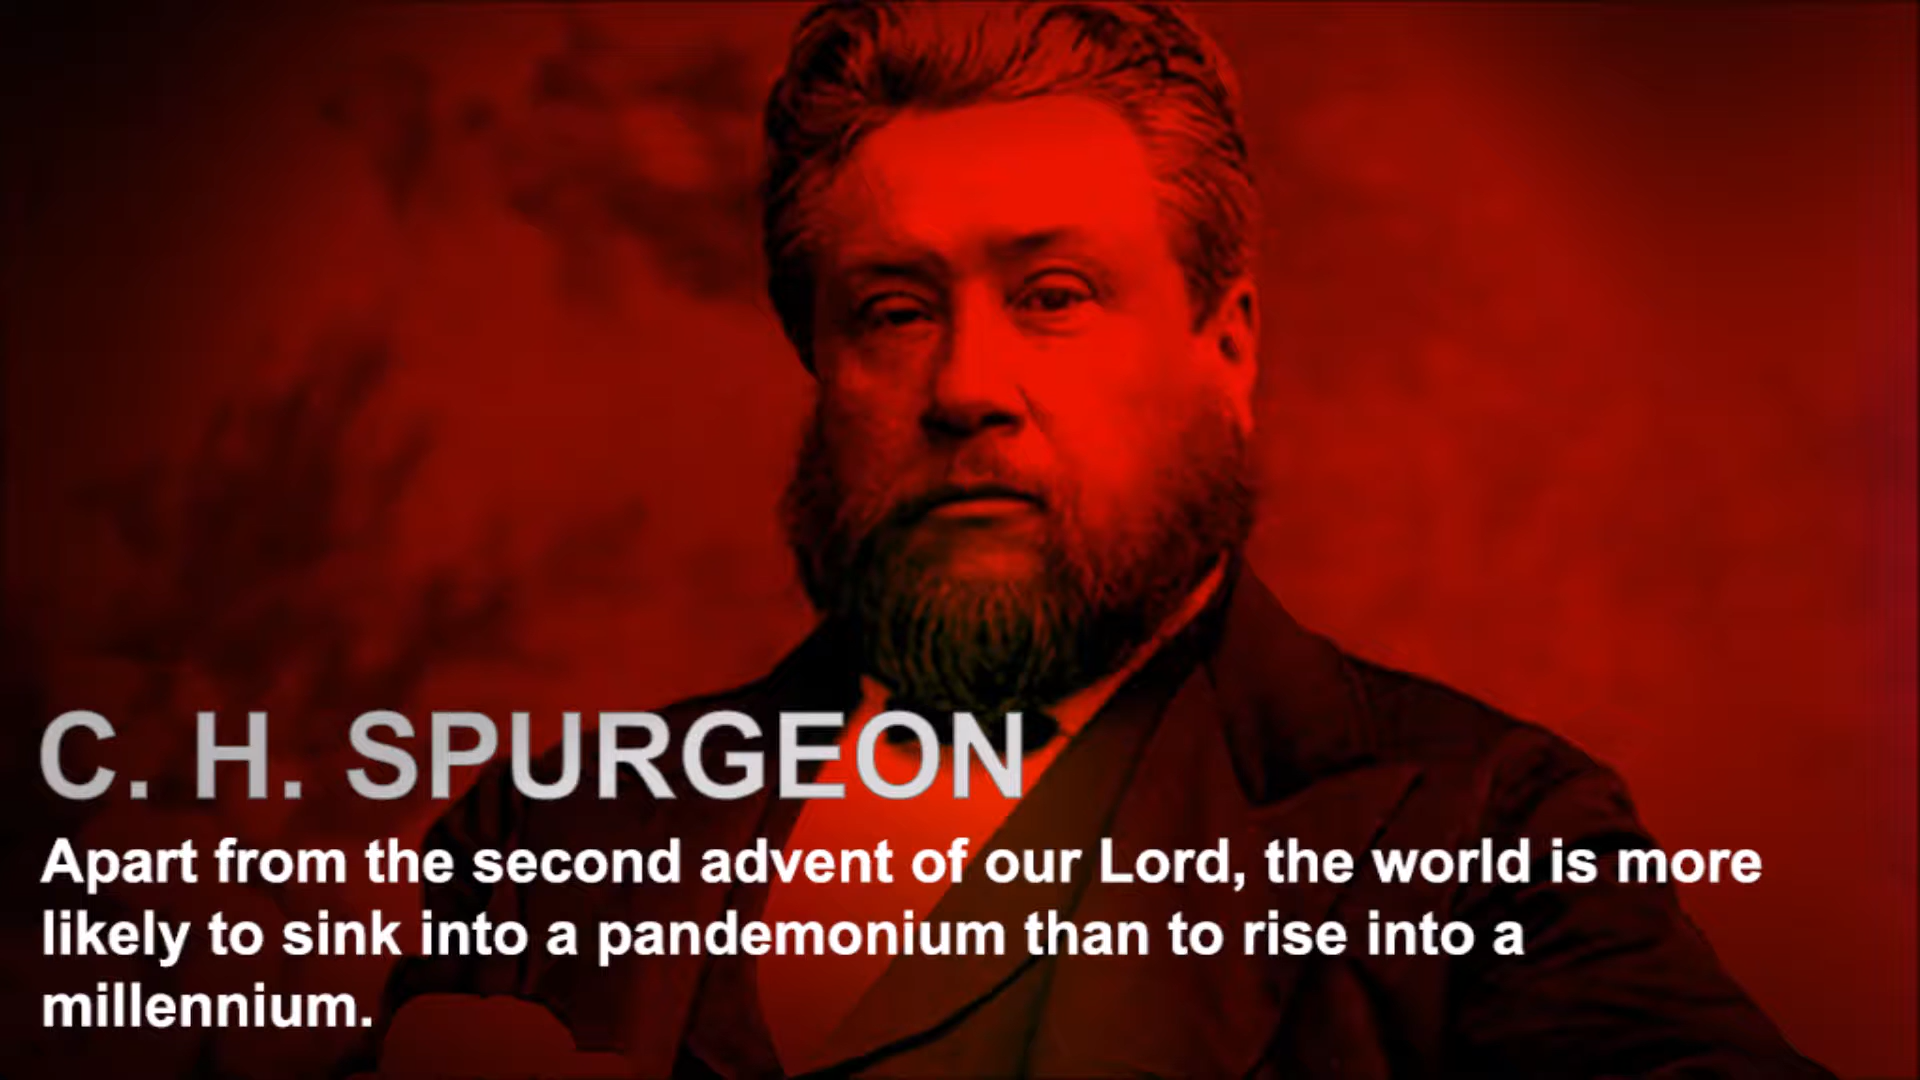 C. H. SPURGEON
Apart from the second advent of our Lord, the world is more
likely to sink into a pandemonium than to rise into a
millennium.